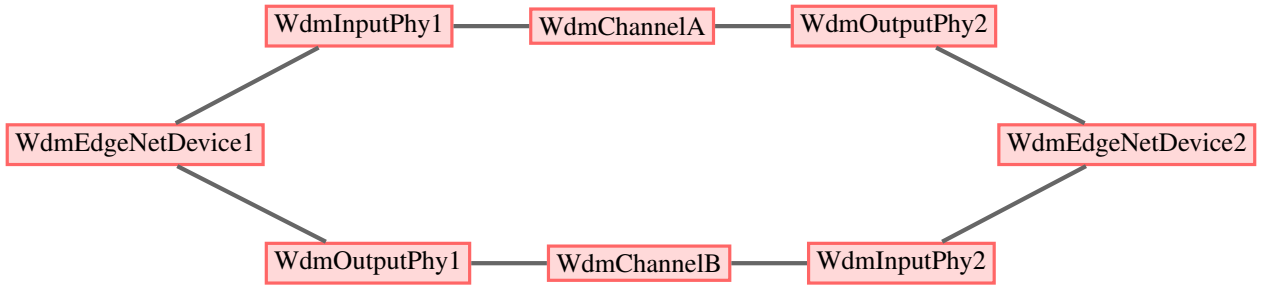 WdmInputPhy1
WdmChannelA
WdmOutputPhy2
WdmEdgeNetDevice1
WdmEdgeNetDevice2
WdmOutputPhy1
WdmChannelB
WdmInputPhy2